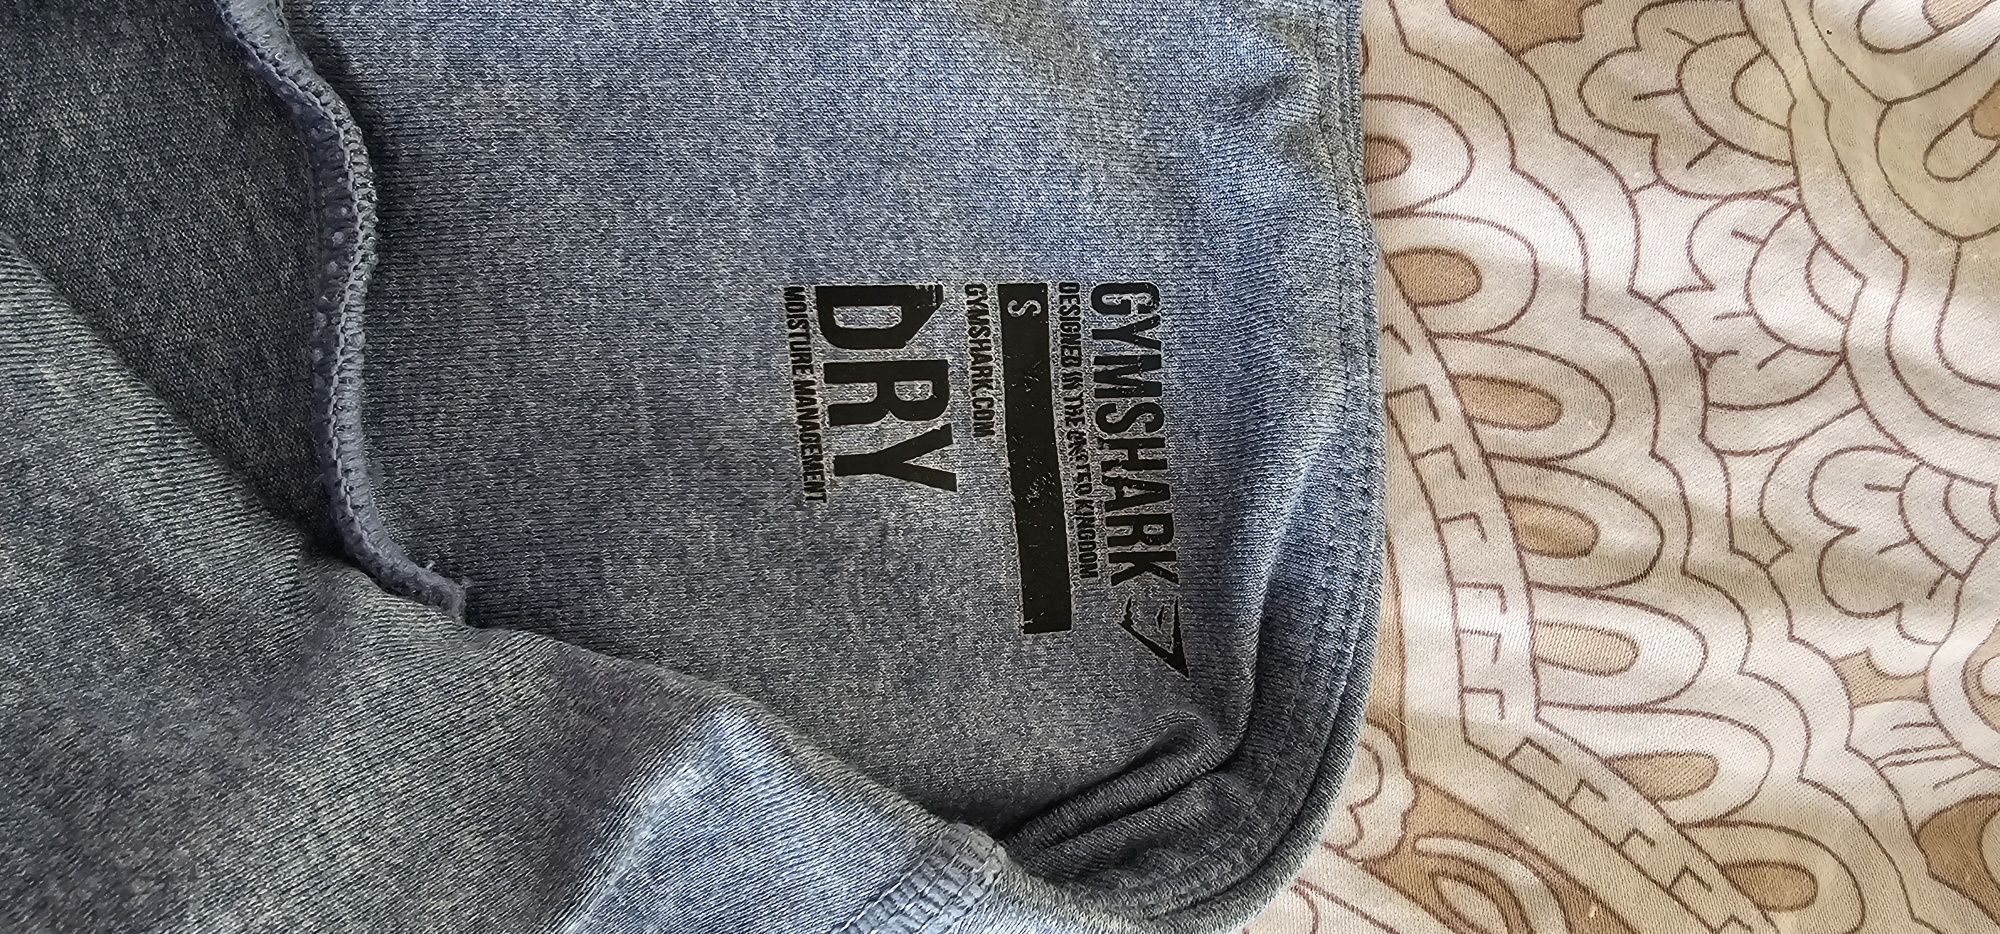 GYMSHARK
DESIGNED IN THE UNITED KINGDOM
S
GYMSHARK.COM
DRY
MOISTURE MANAGEMENT